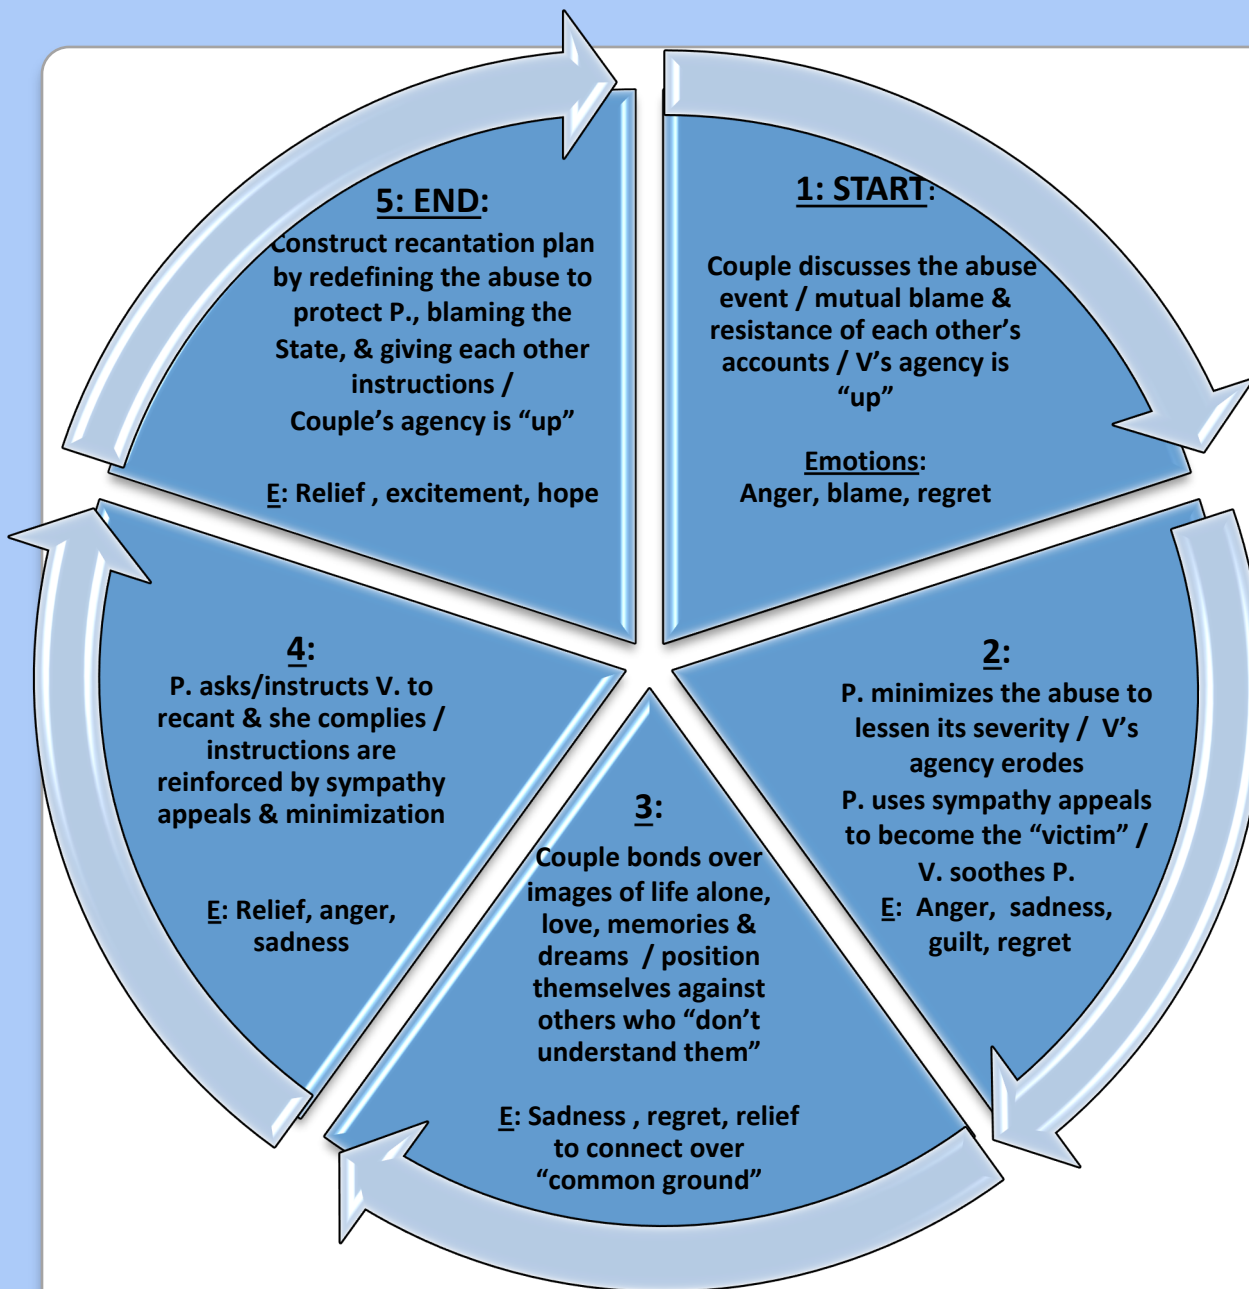 1: START:
Couple discusses the abuse
event / mutual blame &
resistance of each other’s
accounts / V’s agency is
“up”
Emotions:
Anger, blame, regret
2:
P. minimizes the abuse to
lessen its severity / V’s
agency erodes
P. uses sympathy appeals
to become the “victim” /
V. soothes P.
E: Anger, sadness,
guilt, regret
3:
Couple bonds over
images of life alone,
love, memories &
dreams / position
themselves against
others who “don’t
understand them”
E: Sadness , regret, relief
to connect over
“common ground”
4:
P. asks/instructs V. to
recant & she complies /
instructions are
reinforced by sympathy
appeals & minimization
E: Relief, anger,
sadness
5: END:
Construct recantation plan
by redefining the abuse to
protect P., blaming the
State, & giving each other
instructions /
Couple’s agency is “up”
E: Relief , excitement, hope